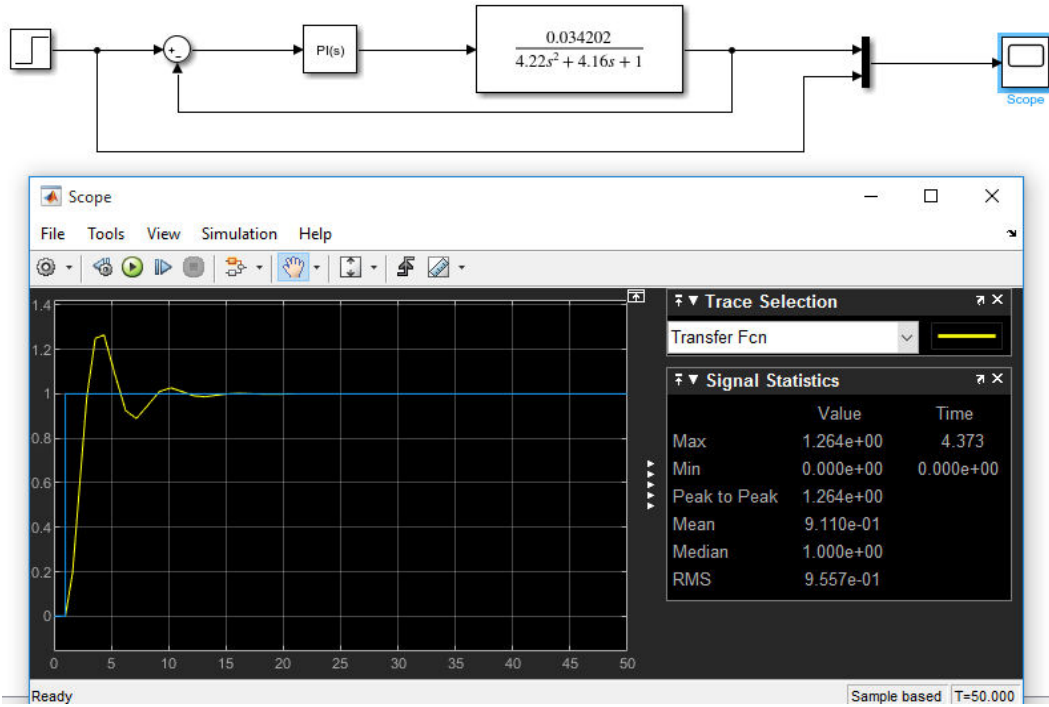 PI(s)
0.034202
4.22s² + 4.16s + 1
Scope
Scope
File Tools View Simulation Help
Trace Selection
Transfer Fcn
Signal Statistics
Value Time
Max 1.264e+00 4.373
Min 0.000e+00 0.000e+00
Peak to Peak 1.264e+00
Mean 9.110e-01
Median 1.000e+00
RMS 9.557e-01
1.4
1.2
1
0.8
0.6
0.4
0.2
0
0 5 10 15 20 25 30 35 40 45 50
Ready Sample based T=50.000